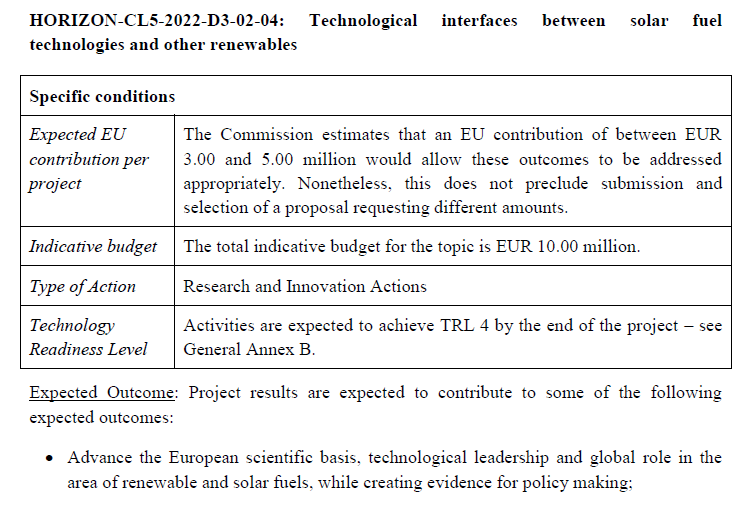 HORIZON-CL5-2022-D3-02-04: Technological interfaces between solar fuel
technologies and other renewables
Specific conditions
Expected EU
contribution per
project
The Commission estimates that an EU contribution of between EUR
3.00 and 5.00 million would allow these outcomes to be addressed
appropriately. Nonetheless, this does not preclude submission and
selection of a proposal requesting different amounts.
Indicative budget
The total indicative budget for the topic is EUR 10.00 million.
Type of Action
Research and Innovation Actions
Technology
Readiness Level
Activities are expected to achieve TRL 4 by the end of the project – see
General Annex B.
Expected Outcome: Project results are expected to contribute to some of the following
expected outcomes:
• Advance the European scientific basis, technological leadership and global role in the
area of renewable and solar fuels, while creating evidence for policy making;